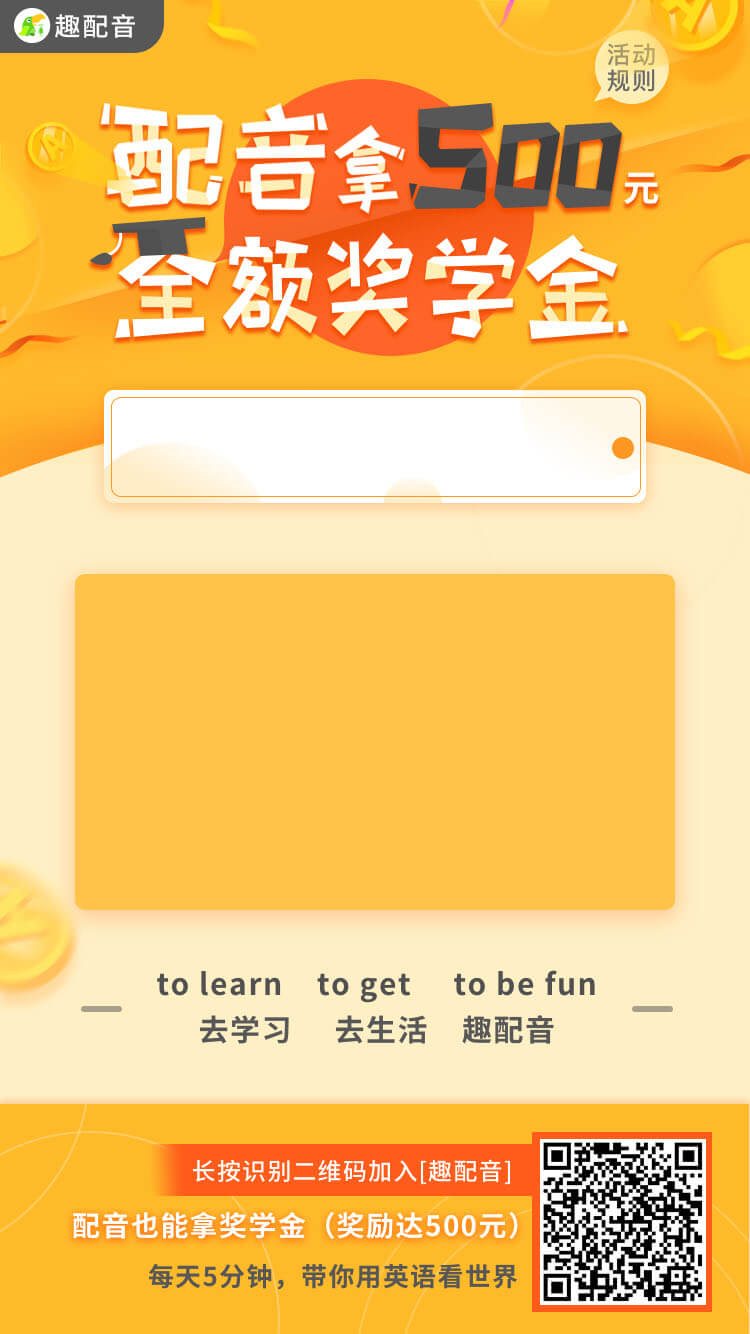 趣配音
活动
规则
配音拿500元
全额奖学金
to learn to get to be fun
去学习 去生活 趣配音
长按识别二维码加入[趣配音]
配音也能拿奖学金（奖励达500元）
每天5分钟，带你用英语看世界